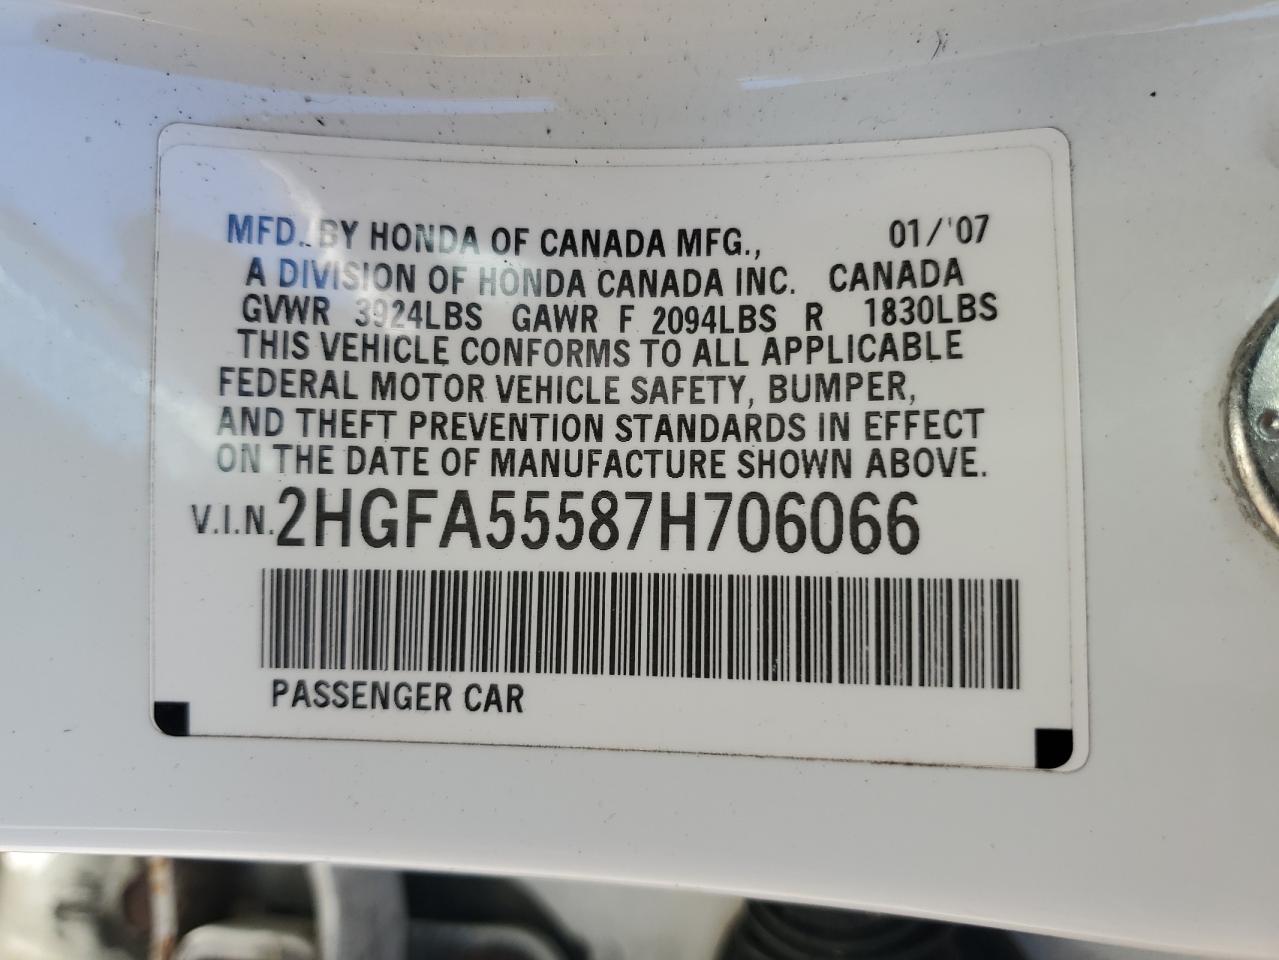 MFD. BY HONDA OF CANADA MFG., 01/'07
A DIVISION OF HONDA CANADA INC. CANADA
GVWR 3924LBS GAWR F 2094LBS R 1830LBS
THIS VEHICLE CONFORMS TO ALL APPLICABLE
FEDERAL MOTOR VEHICLE SAFETY, BUMPER,
AND THEFT PREVENTION STANDARDS IN EFFECT
ON THE DATE OF MANUFACTURE SHOWN ABOVE.
V.I.N. 2HGFA55587H706066
PASSENGER CAR